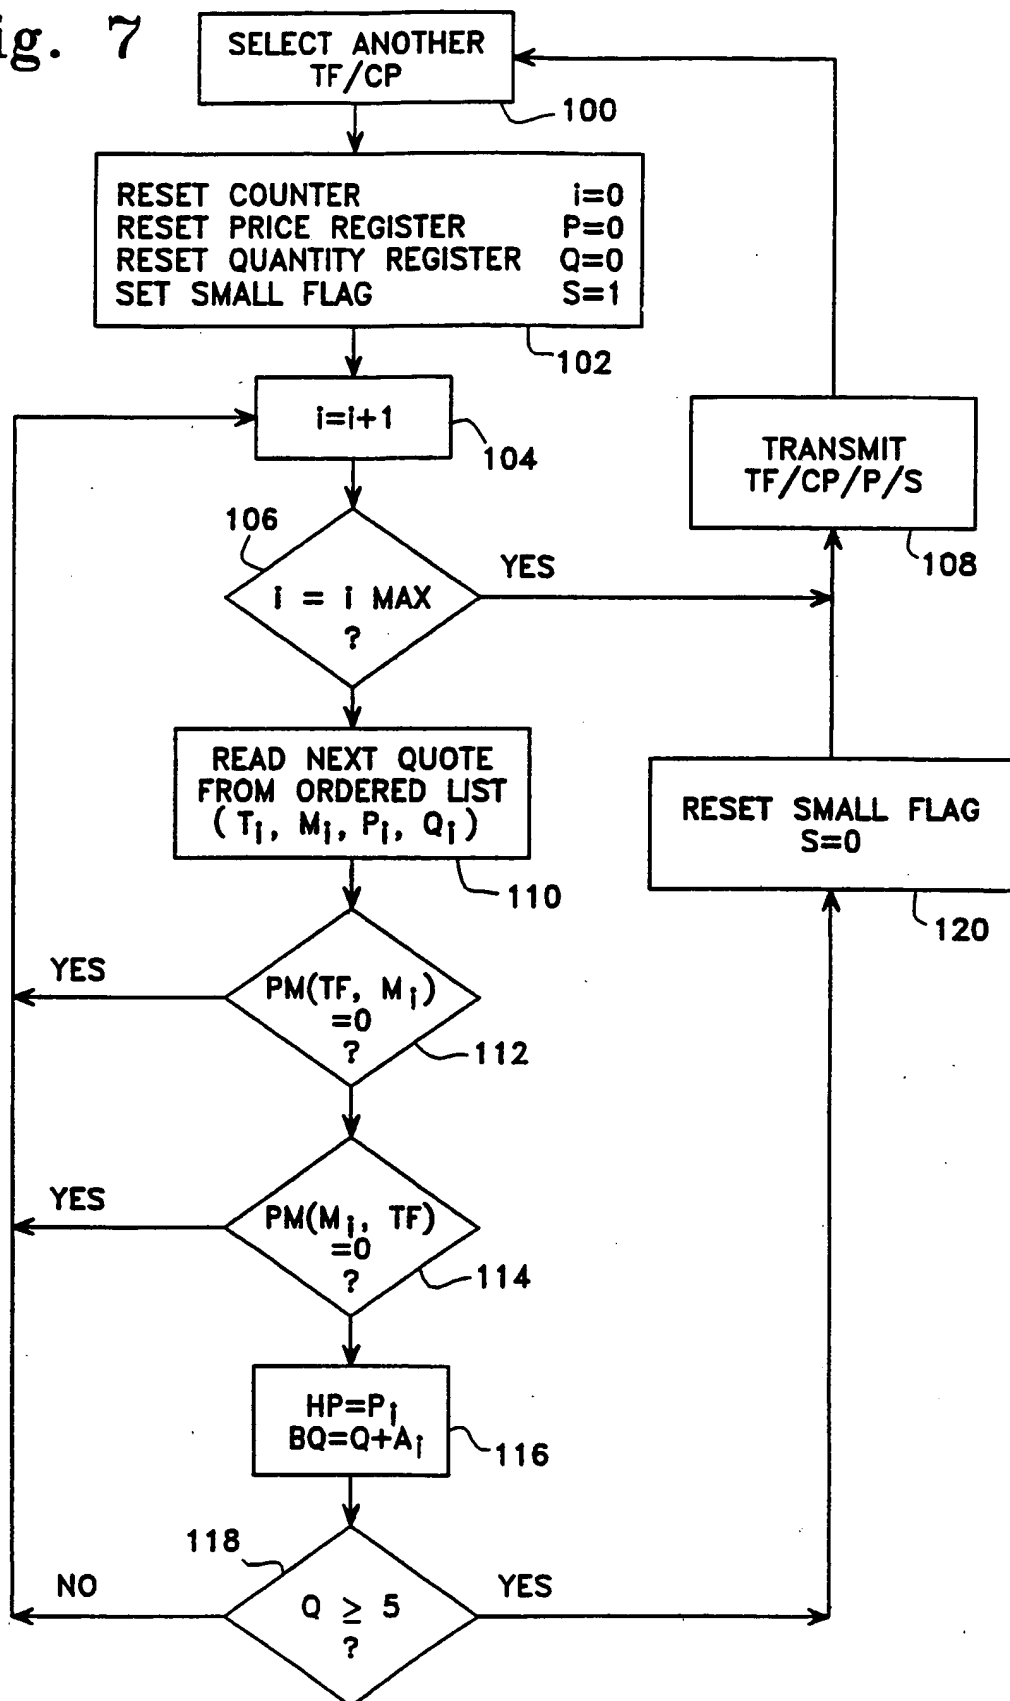 ig. 7
SELECT ANOTHER
TF/CP
100
RESET COUNTER i=0
RESET PRICE REGISTER P=0
RESET QUANTITY REGISTER Q=0
SET SMALL FLAG S=1
102
i=i+1
104
TRANSMIT
TF/CP/P/S
108
106
YES
i = i MAX
?
READ NEXT QUOTE
FROM ORDERED LIST
(Ti, Mi, Pi, Qi)
110
RESET SMALL FLAG
S=0
120
YES
PM(TF, Mi)
=0
?
112
YES
PM(Mi, TF)
=0
?
114
HP=Pi
BQ=Q+Ai
116
118
NO
Q ≥ 5
?
YES